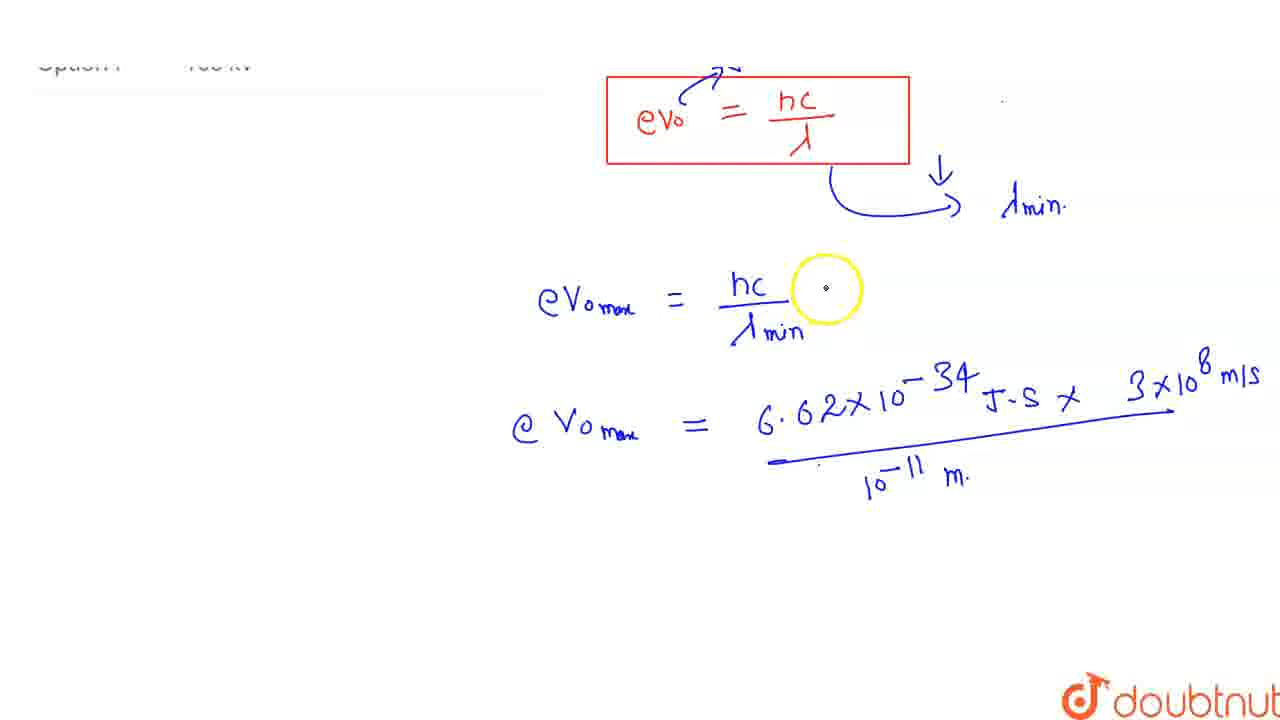 eV₀ = hc/λ
λmin.
eV₀max = hc/λmin
eV₀max = 6.62×10⁻³⁴ J-S × 3×10⁸ m/s
10⁻¹¹ m.
doubtnut